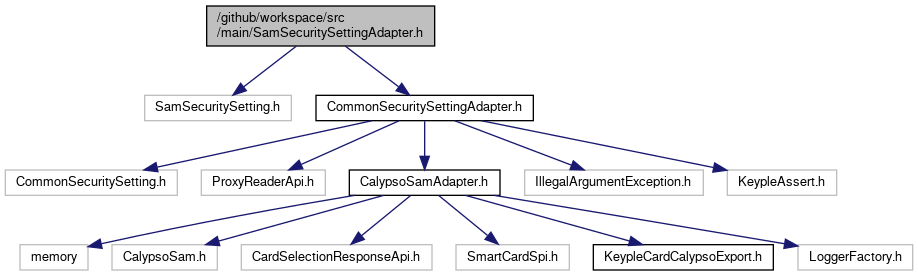 /github/workspace/src
/main/SamSecuritySettingAdapter.h
SamSecuritySetting.h
CommonSecuritySettingAdapter.h
CommonSecuritySetting.h
ProxyReaderApi.h
CalypsoSamAdapter.h
IllegalArgumentException.h
KeypleAssert.h
memory
CalypsoSam.h
CardSelectionResponseApi.h
SmartCardSpi.h
KeypleCardCalypsoExport.h
LoggerFactory.h